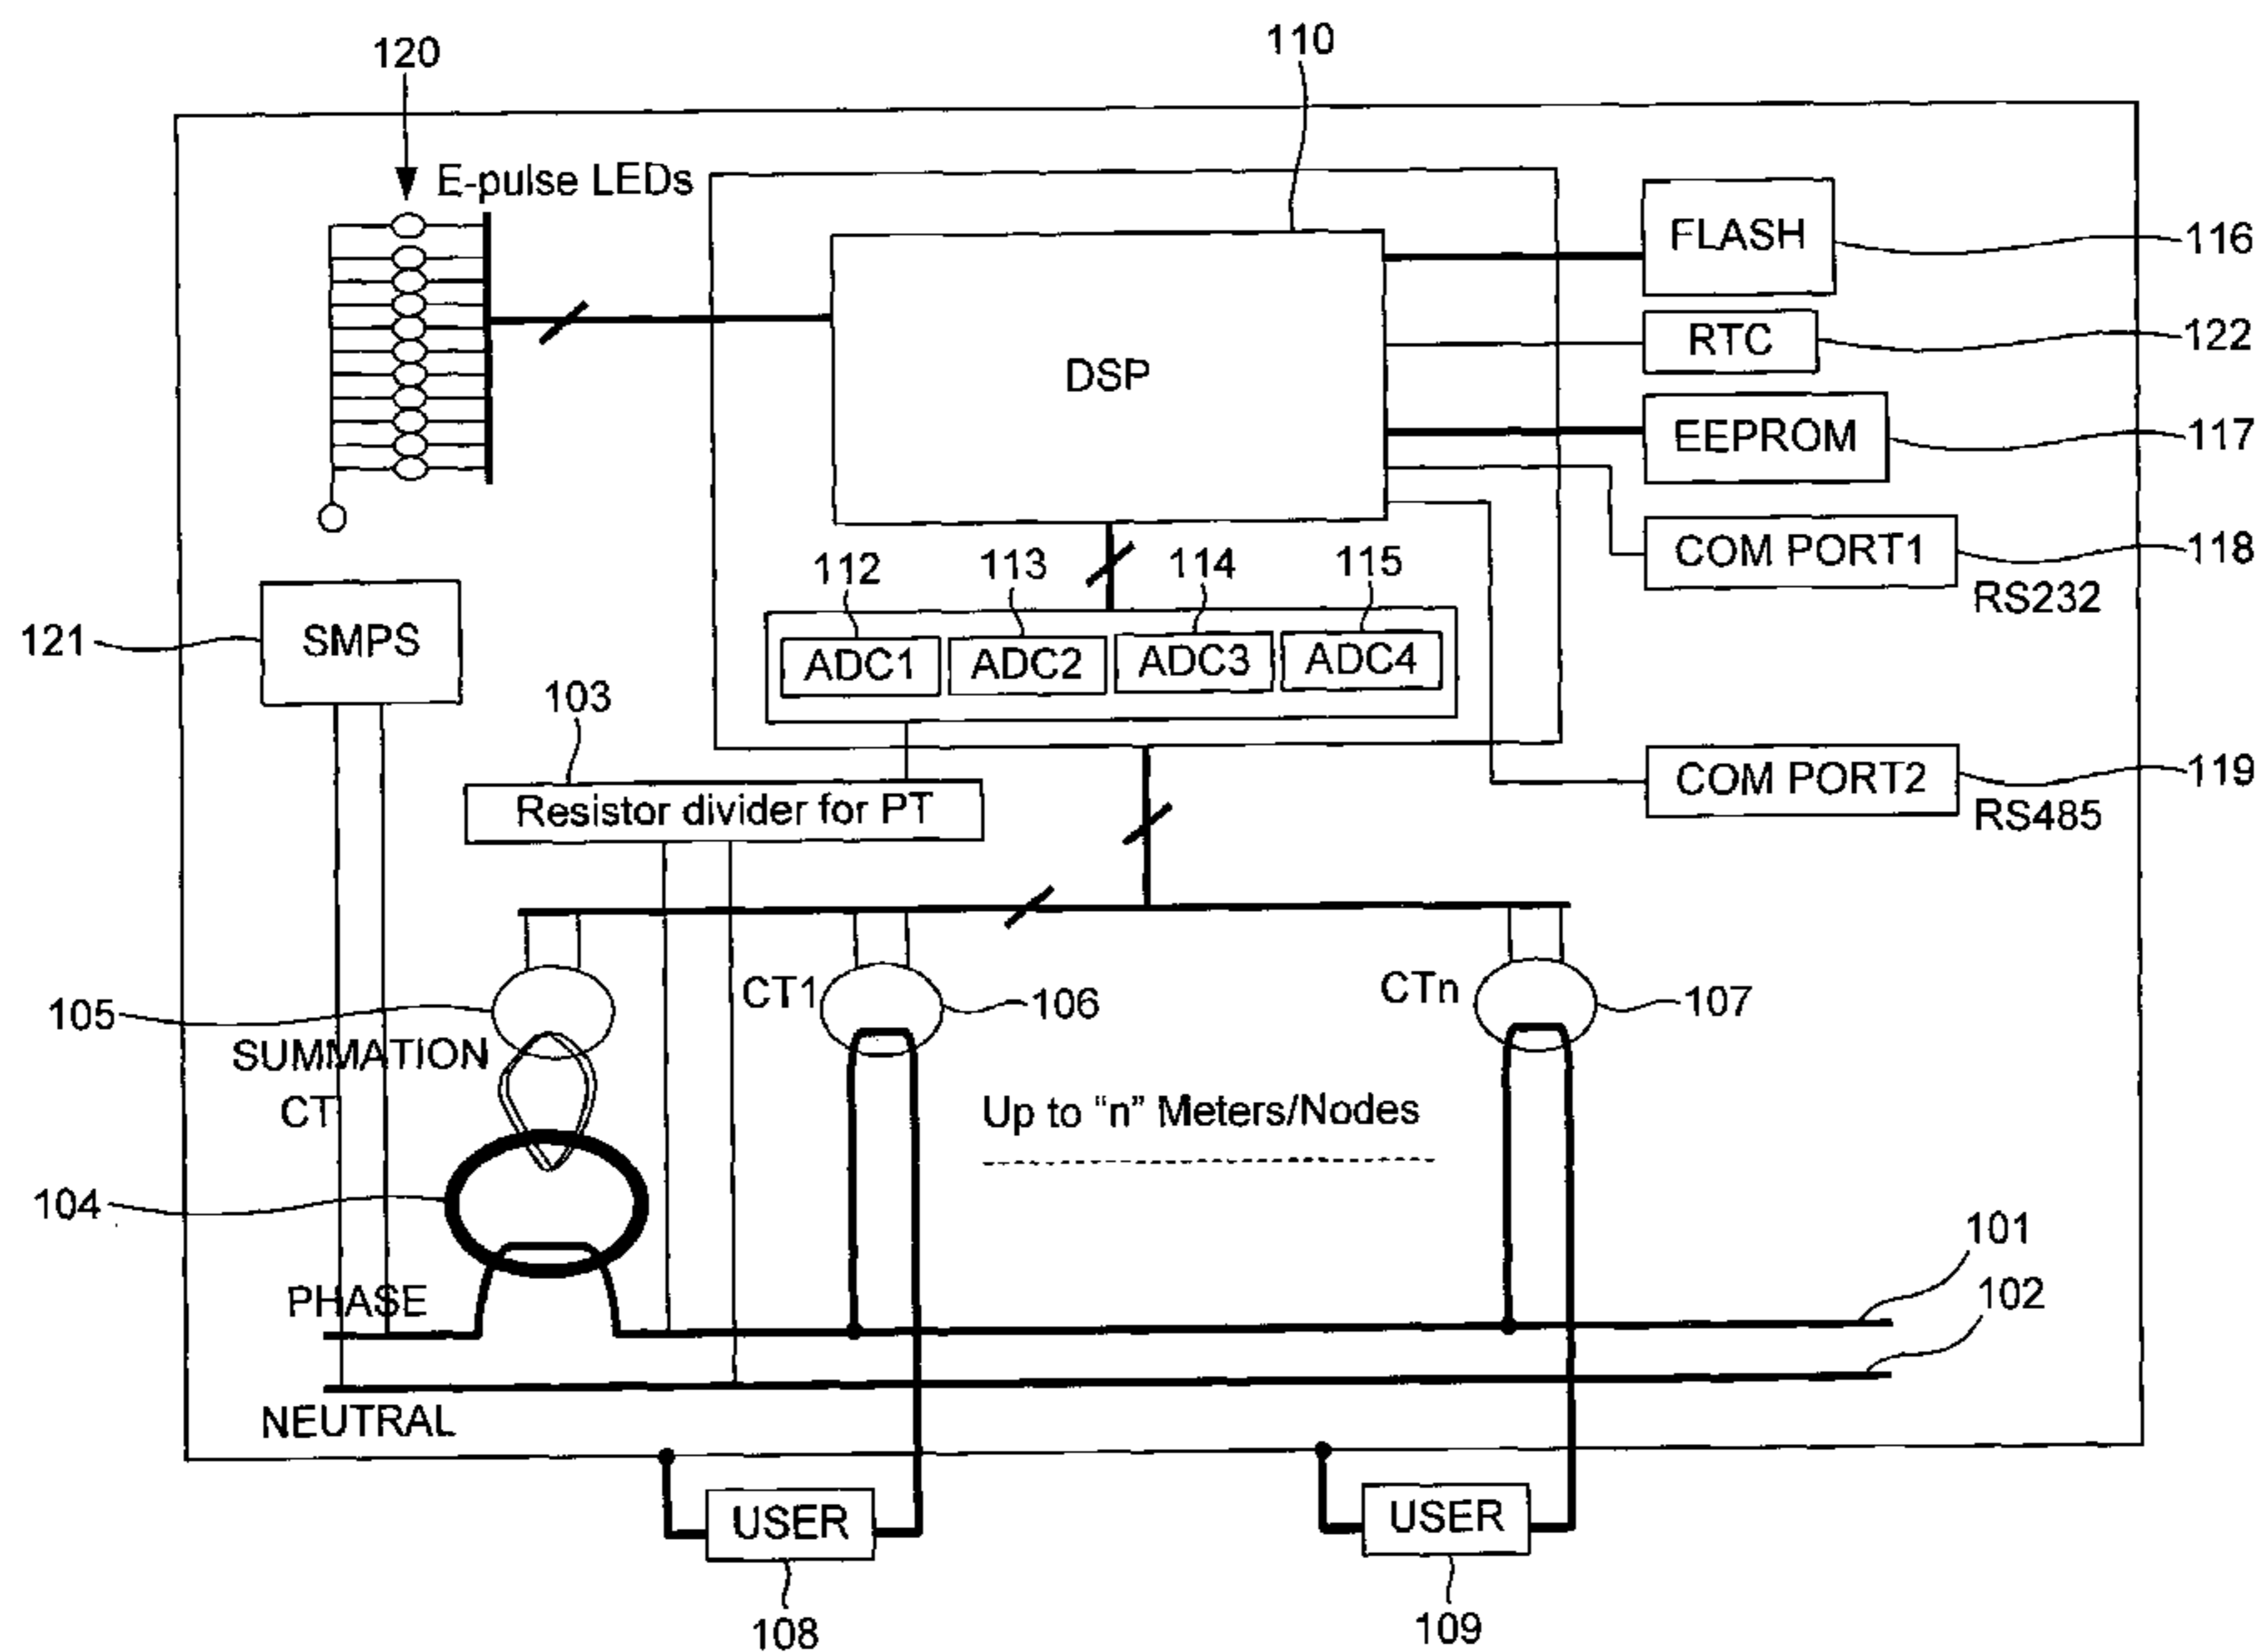 120
110
E-pulse LEDs
FLASH
116
RTC
122
DSP
EEPROM
117
COM PORT1
118
RS232
112
113
114
115
SMPS
121
ADC1
ADC2
ADC3
ADC4
103
Resistor divider for PT
COM PORT2
119
RS485
CT1
106
CTn
107
105
SUMMATION
CT
Up to “n” Meters/Nodes
104
101
PHASE
102
NEUTRAL
USER
USER
108
109